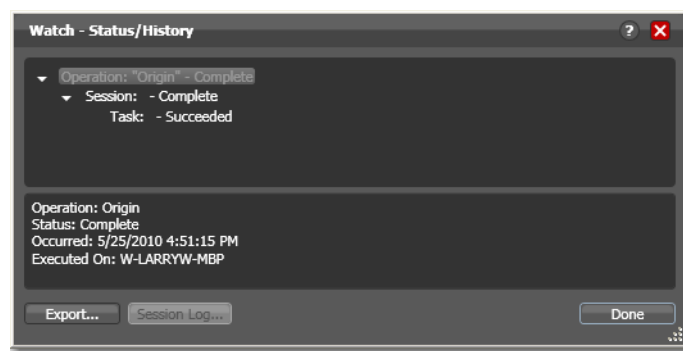 Watch - Status/History
?
Operation: "Origin" - Complete
Session:   - Complete
Task:   - Succeeded
Operation: Origin
Status: Complete
Occurred: 5/25/2010 4:51:15 PM
Executed On: W-LARRYW-MBP
Export... Session Log... Done